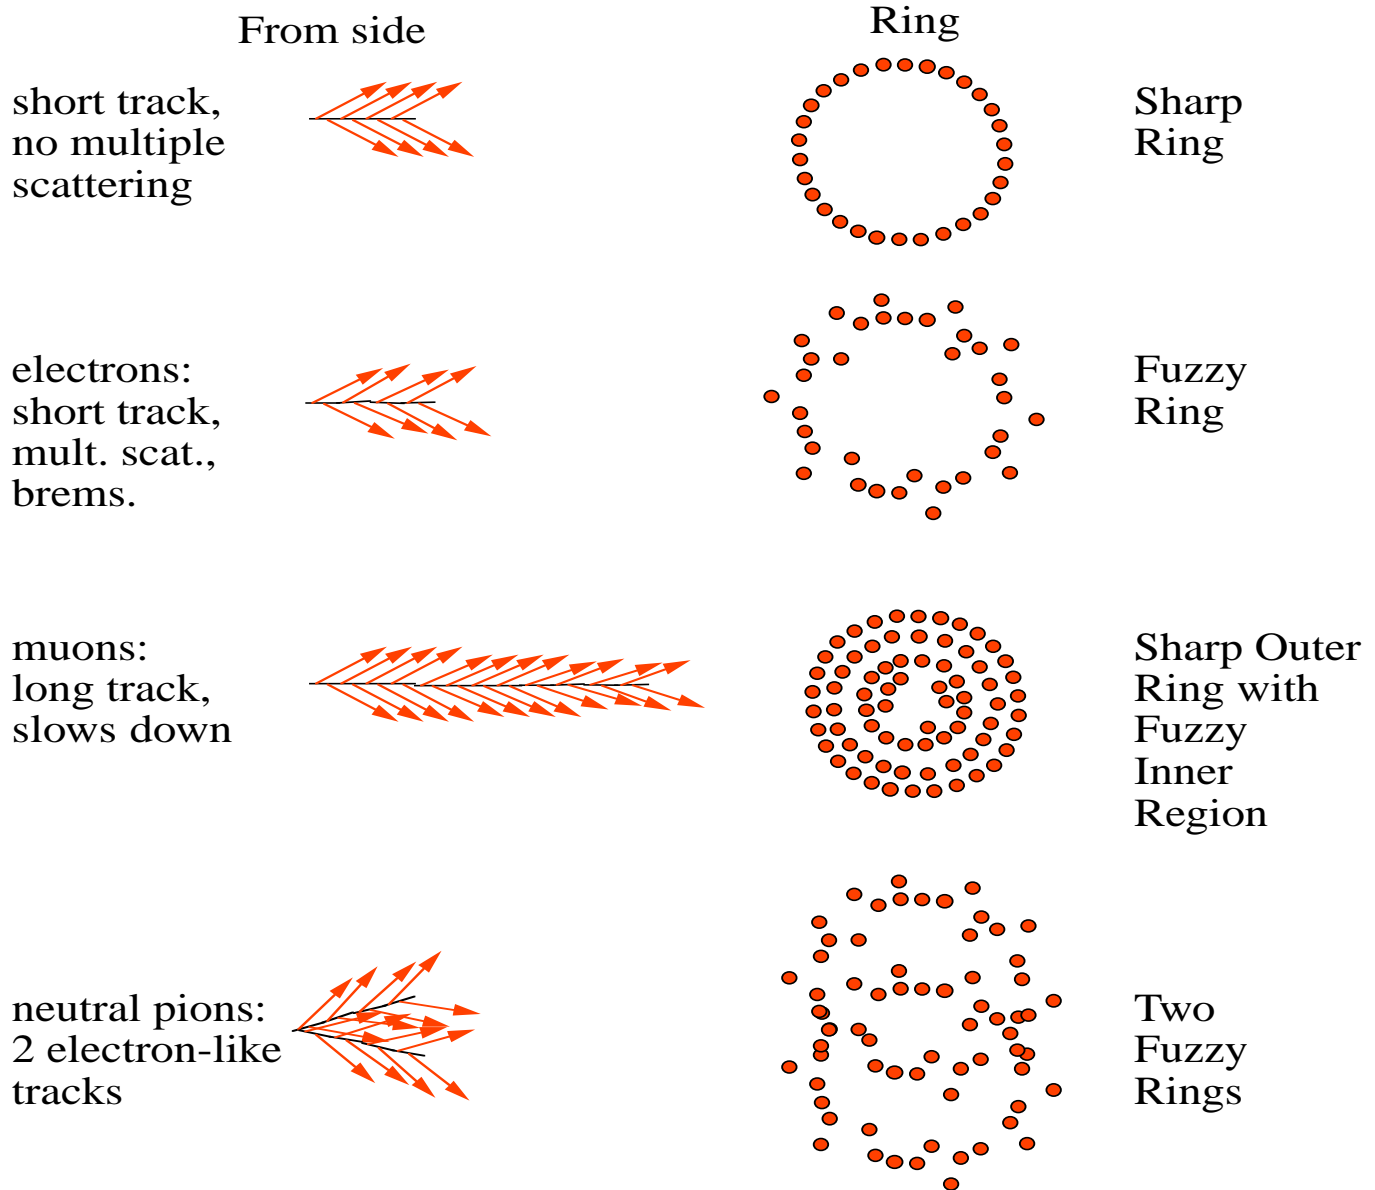 From side
Ring
short track,
no multiple
scattering
Sharp
Ring
electrons:
short track,
mult. scat.,
brems.
Fuzzy
Ring
muons:
long track,
slows down
Sharp Outer
Ring with
Fuzzy
Inner
Region
neutral pions:
2 electron-like
tracks
Two
Fuzzy
Rings